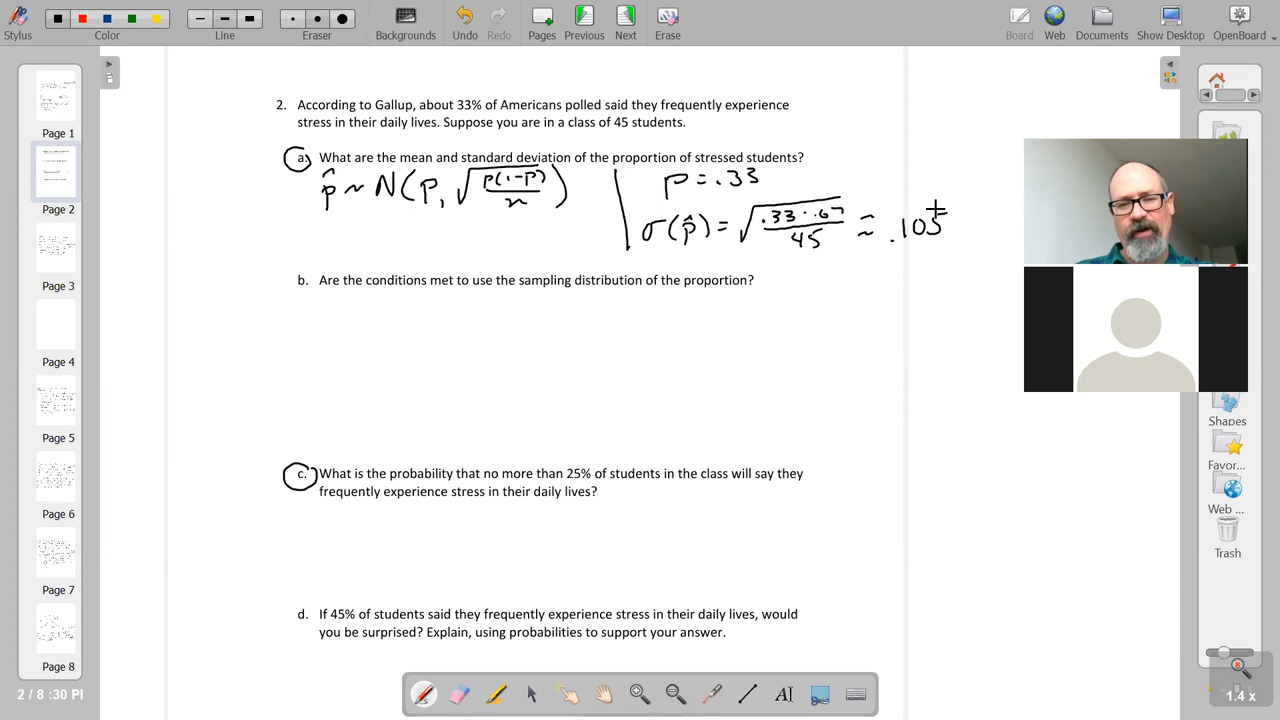 Stylus
Color
Line
Eraser
Backgrounds
Undo
Redo
Pages
Previous
Next
Erase
Board
Web
Documents
Show Desktop
OpenBoard
Page 1
Page 2
Page 3
Page 4
Page 5
Page 6
Page 7
Page 8
2 / 8 :30 PI
2. According to Gallup, about 33% of Americans polled said they frequently experience
stress in their daily lives. Suppose you are in a class of 45 students.
a. What are the mean and standard deviation of the proportion of stressed students?
p̂ ~ N(p, √(p(1-p)/n))
p = .33
σ(p̂) = √(.33·.67/45) ≈ .105
b. Are the conditions met to use the sampling distribution of the proportion?
c. What is the probability that no more than 25% of students in the class will say they
frequently experience stress in their daily lives?
d. If 45% of students said they frequently experience stress in their daily lives, would
you be surprised? Explain, using probabilities to support your answer.
Shapes
Favor...
Web ...
Trash
1.4 x